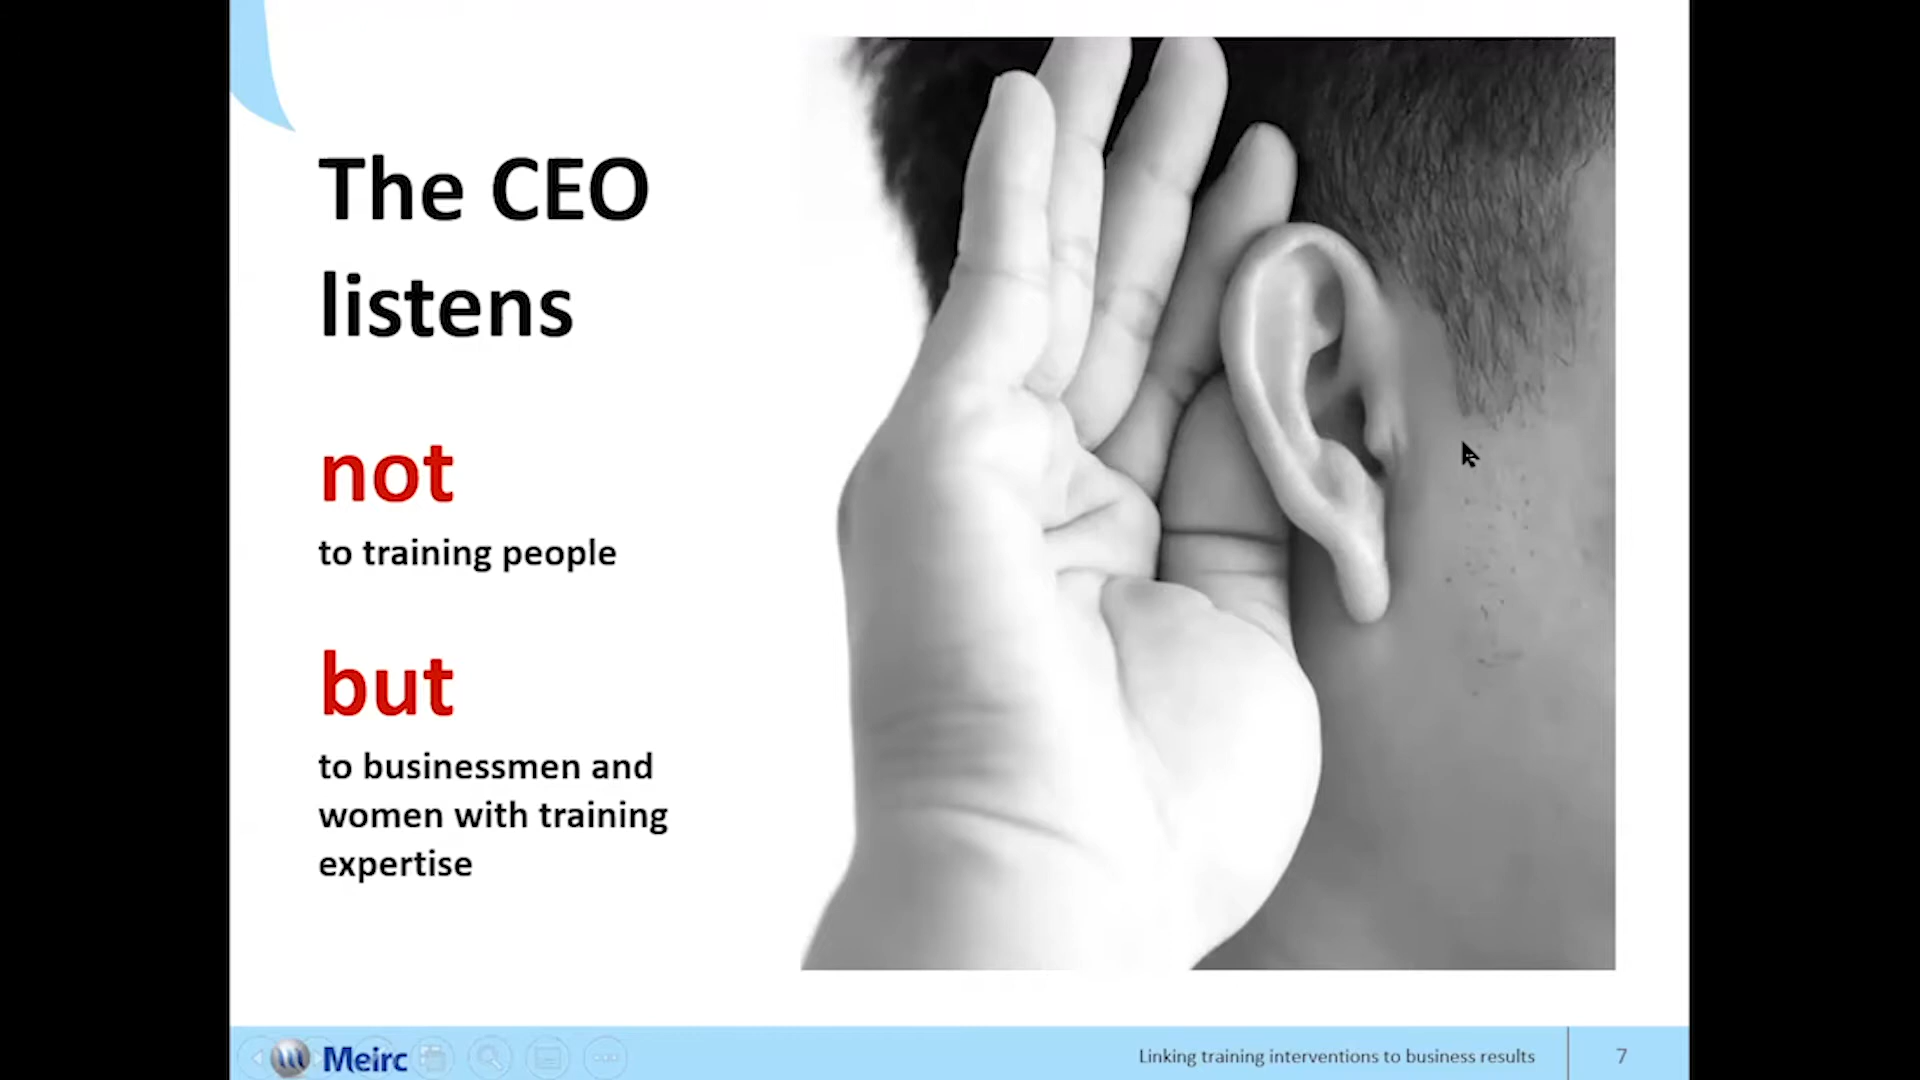 The CEO
listens
not
to training people
but
to businessmen and
women with training
expertise
Meirc
Linking training interventions to business results
7